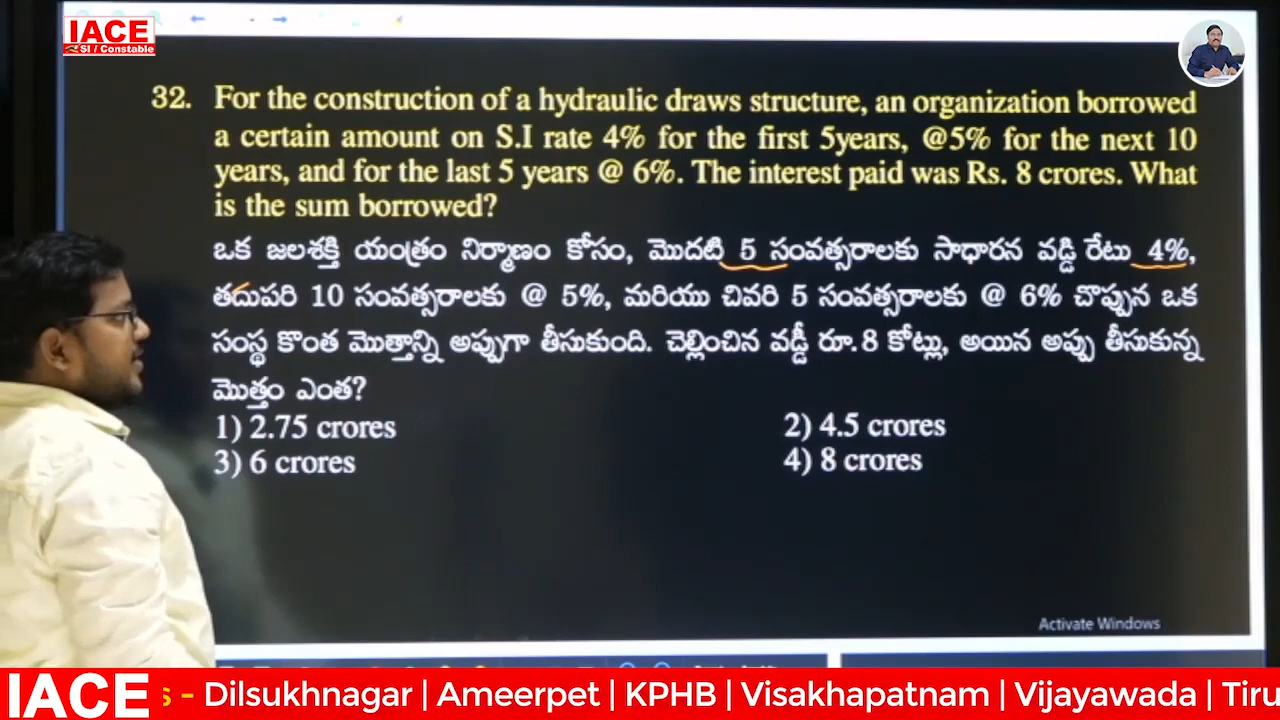 IACE
SI / Constable
32. For the construction of a hydraulic draws structure, an organization borrowed
a certain amount on S.I rate 4% for the first 5years, @5% for the next 10
years, and for the last 5 years @ 6%. The interest paid was Rs. 8 crores. What
is the sum borrowed?
ఒక జలశక్తి యంత్రం నిర్మాణం కోసం, మొదటి 5 సంవత్సరాలకు సాధారన వడ్డి రేటు 4%,
తదుపరి 10 సంవత్సరాలకు @ 5%, మరియు చివరి 5 సంవత్సరాలకు @ 6% చొప్పున ఒక
సంస్థ కొంత మొత్తాన్ని అప్పుగా తీసుకుంది. చెల్లించిన వడ్డీ రూ.8 కోట్లు, అయిన అప్పు తీసుకున్న
మొత్తం ఎంత?
1) 2.75 crores 2) 4.5 crores
3) 6 crores 4) 8 crores
Activate Windows
IACE s - Dilsukhnagar | Ameerpet | KPHB | Visakhapatnam | Vijayawada | Tiru